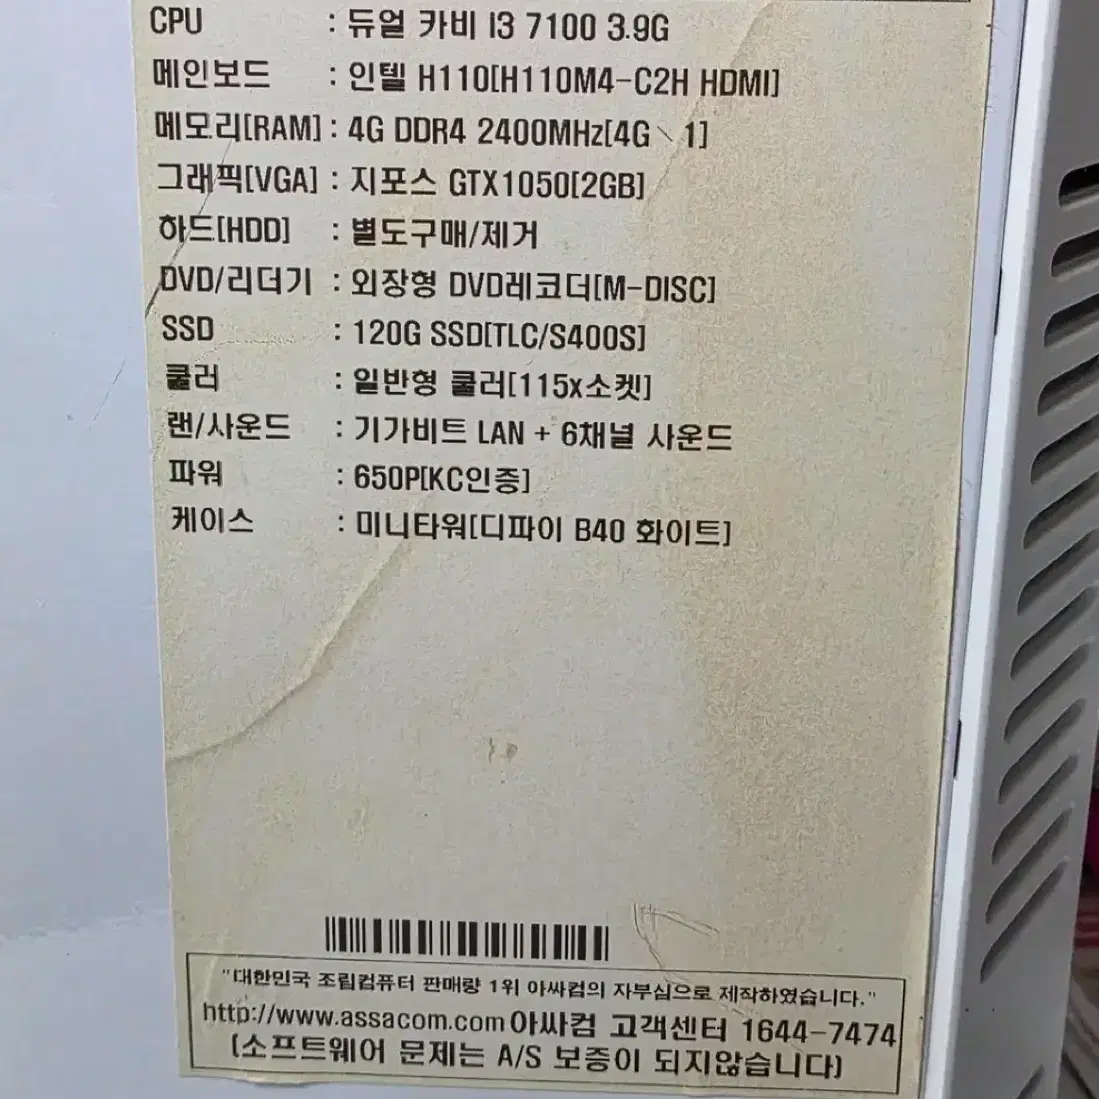 CPU : 듀얼 카비 I3 7100 3.9G
메인보드 : 인텔 H110[H110M4-C2H HDMI]
메모리[RAM] : 4G DDR4 2400MHz[4G 1]
그래픽[VGA] : 지포스 GTX1050[2GB]
하드[HDD] : 별도구매/제거
DVD/리더기 : 외장형 DVD레코더[M-DISC]
SSD : 120G SSD[TLC/S400S]
쿨러 : 일반형 쿨러[115x소켓]
랜/사운드 : 기가비트 LAN + 6채널 사운드
파워 : 650P[KC인증]
케이스 : 미니타워[디파이 B40 화이트]
"대한민국 조립컴퓨터 판매량 1위 아싸컴의 자부심으로 제작하였습니다."
http://www.assacom.com 아싸컴 고객센터 1644-7474
(소프트웨어 문제는 A/S 보증이 되지않습니다)